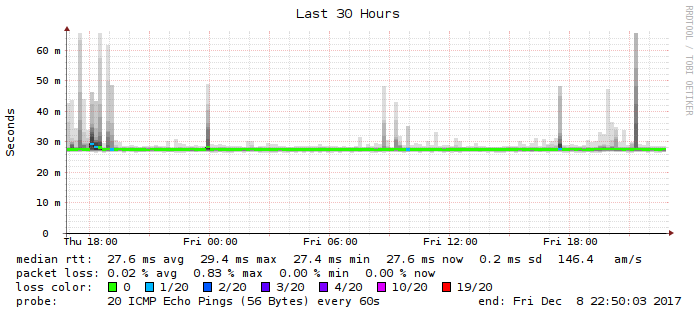 Last 30 Hours
RRDTOOL / TOBI OETIKER
Seconds
60 m
50 m
40 m
30 m
20 m
10 m
0
Thu 18:00 Fri 00:00 Fri 06:00 Fri 12:00 Fri 18:00
median rtt: 27.6 ms avg 29.4 ms max 27.4 ms min 27.6 ms now 0.2 ms sd 146.4 am/s
packet loss: 0.02 % avg 0.83 % max 0.00 % min 0.00 % now
loss color: 0 1/20 2/20 3/20 4/20 10/20 19/20
probe: 20 ICMP Echo Pings (56 Bytes) every 60s end: Fri Dec 8 22:50:03 2017